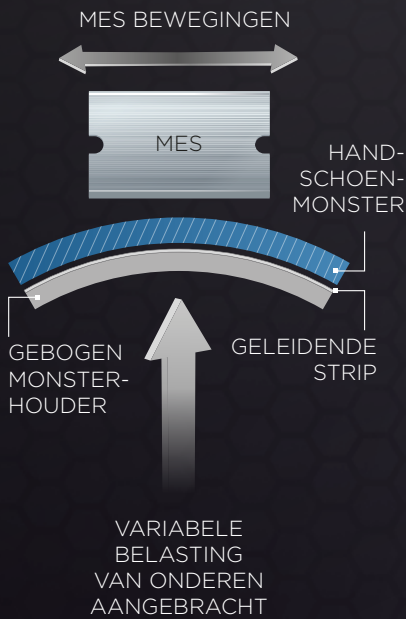 MES BEWEGINGEN
MES
HAND-
SCHOEN-
MONSTER
GEBOGEN
MONSTER-
HOUDER
GELEIDENDE
STRIP
VARIABELE
BELASTING
VAN ONDEREN
AANGEBRACHT